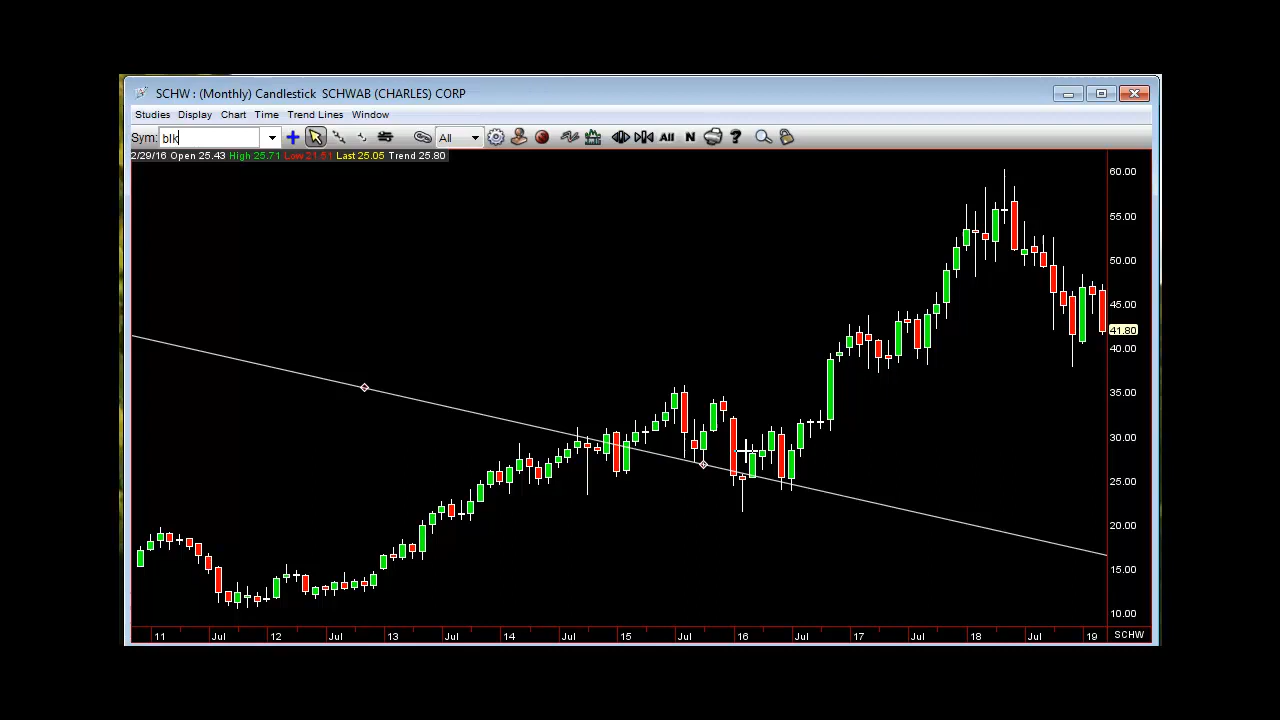 SCHW : (Monthly) Candlestick SCHWAB (CHARLES) CORP
Studies Display Chart Time Trend Lines Window
Sym: blk All All N ?
2/29/16 Open 25.43 High 25.71 Low 21.51 Last 25.05 Trend 25.80
60.00
55.00
50.00
45.00
41.80
40.00
35.00
30.00
25.00
20.00
15.00
10.00
11 Jul 12 Jul 13 Jul 14 Jul 15 Jul 16 Jul 17 Jul 18 Jul 19 SCHW